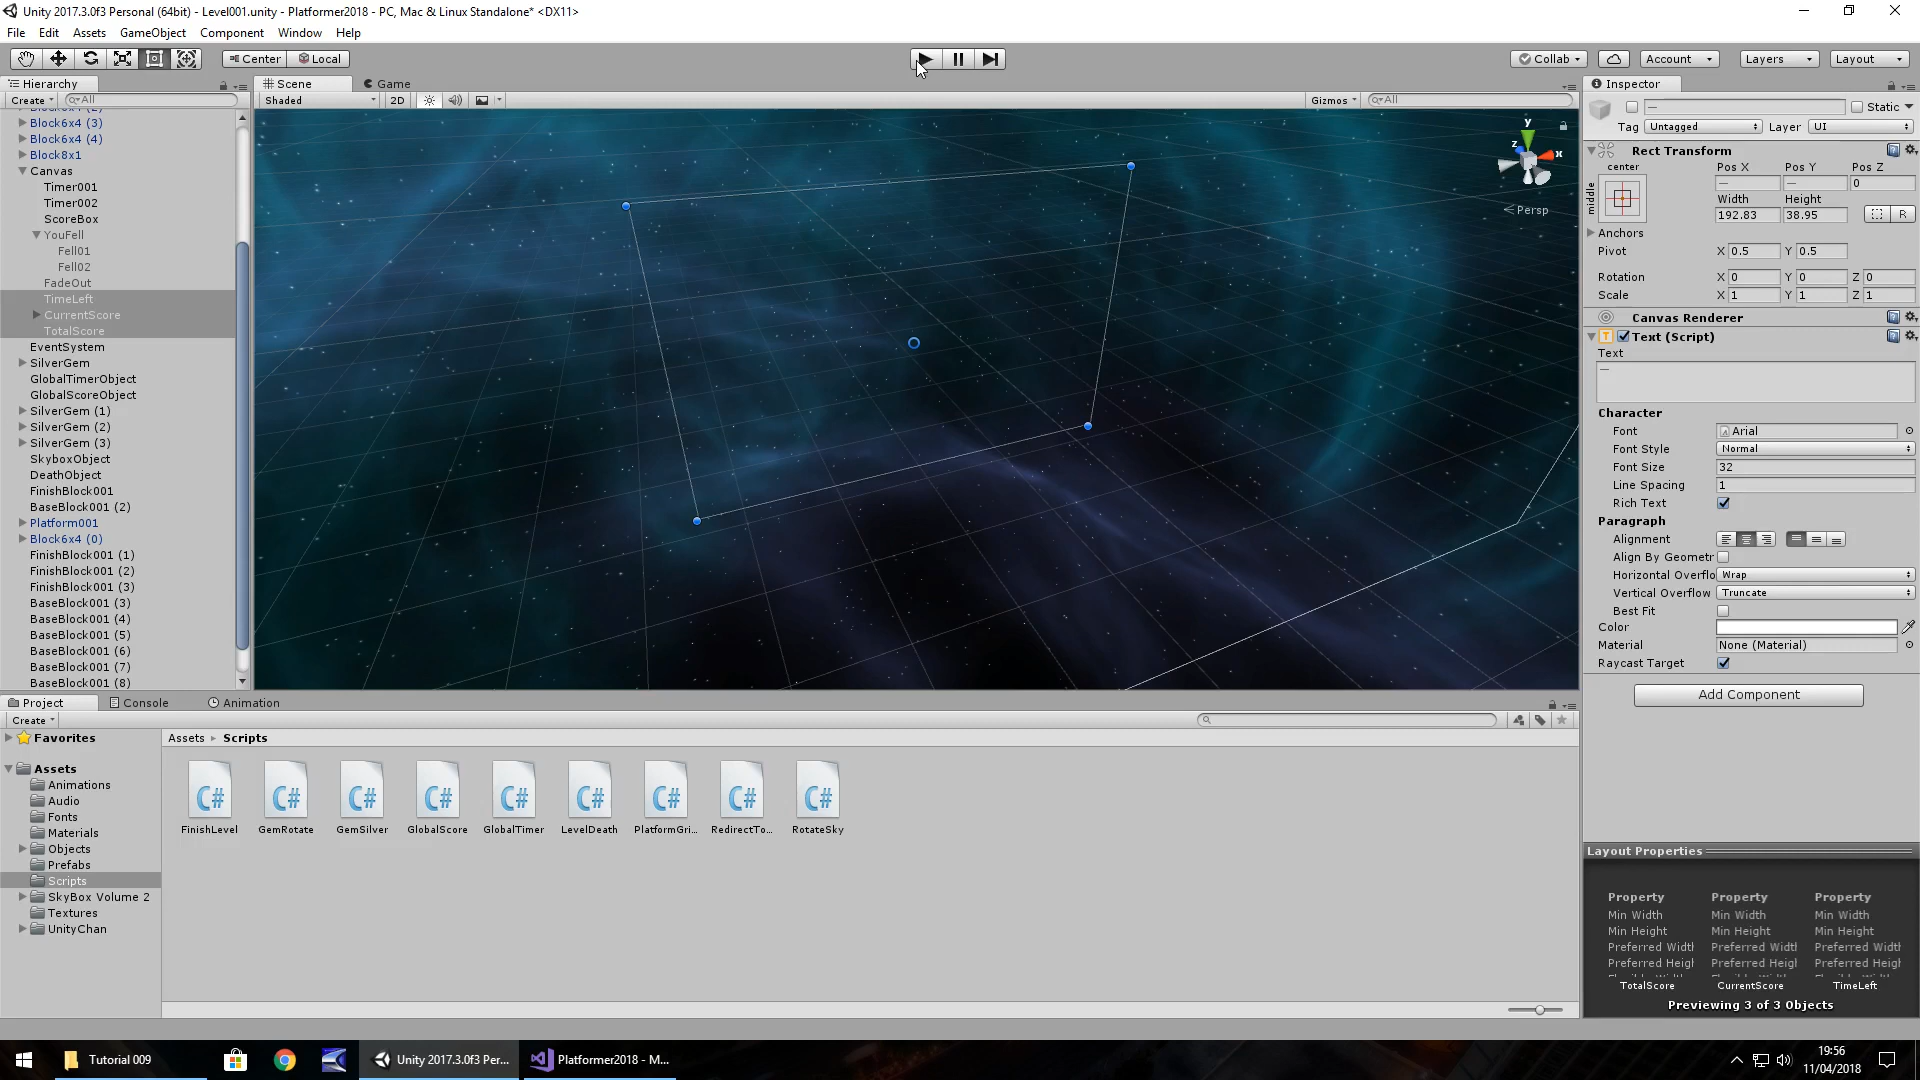 Unity 2017.3.0f3 Personal (64bit) - Level001.unity - Platformer2018 - PC, Mac & Linux Standalone* <DX11>
File Edit Assets GameObject Component Window Help
Center Local Collab Account Layers Layout
Hierarchy
Create All
Block6x4 (3)
Block6x4 (4)
Block8x1
Canvas
Timer001
Timer002
ScoreBox
YouFell
Fell01
Fell02
FadeOut
TimeLeft
CurrentScore
TotalScore
EventSystem
SilverGem
GlobalTimerObject
GlobalScoreObject
SilverGem (1)
SilverGem (2)
SilverGem (3)
SkyboxObject
DeathObject
FinishBlock001
BaseBlock001 (2)
Platform001
Block6x4 (0)
FinishBlock001 (1)
FinishBlock001 (2)
FinishBlock001 (3)
BaseBlock001 (3)
BaseBlock001 (4)
BaseBlock001 (5)
BaseBlock001 (6)
BaseBlock001 (7)
BaseBlock001 (8)
Scene Game
Shaded 2D Gizmos All
y
z x
Persp
Inspector
— Static
Tag Untagged Layer UI
Rect Transform
center Pos X Pos Y Pos Z
middle — — 0
Width Height
192.83 38.95 R
Anchors
Pivot X 0.5 Y 0.5
Rotation X 0 Y 0 Z 0
Scale X 1 Y 1 Z 1
Canvas Renderer
Text (Script)
Text
—
Character
Font Arial
Font Style Normal
Font Size 32
Line Spacing 1
Rich Text
Paragraph
Alignment
Align By Geometr
Horizontal Overflo Wrap
Vertical Overflow Truncate
Best Fit
Color
Material None (Material)
Raycast Target
Add Component
Layout Properties
Property Property Property
Min Width Min Width Min Width
Min Height Min Height Min Height
Preferred Widtl Preferred Widtl Preferred Widtl
Preferred Heigl Preferred Heigl Preferred Heigl
TotalScore CurrentScore TimeLeft
Previewing 3 of 3 Objects
Project Console Animation
Create
Favorites
Assets
Animations
Audio
Fonts
Materials
Objects
Prefabs
Scripts
SkyBox Volume 2
Textures
UnityChan
Assets Scripts
C# C# C# C# C# C# C# C# C#
FinishLevel GemRotate GemSilver GlobalScore GlobalTimer LevelDeath PlatformGri... RedirectTo... RotateSky
Tutorial 009 Unity 2017.3.0f3 Per... Platformer2018 - M...
19:56
11/04/2018